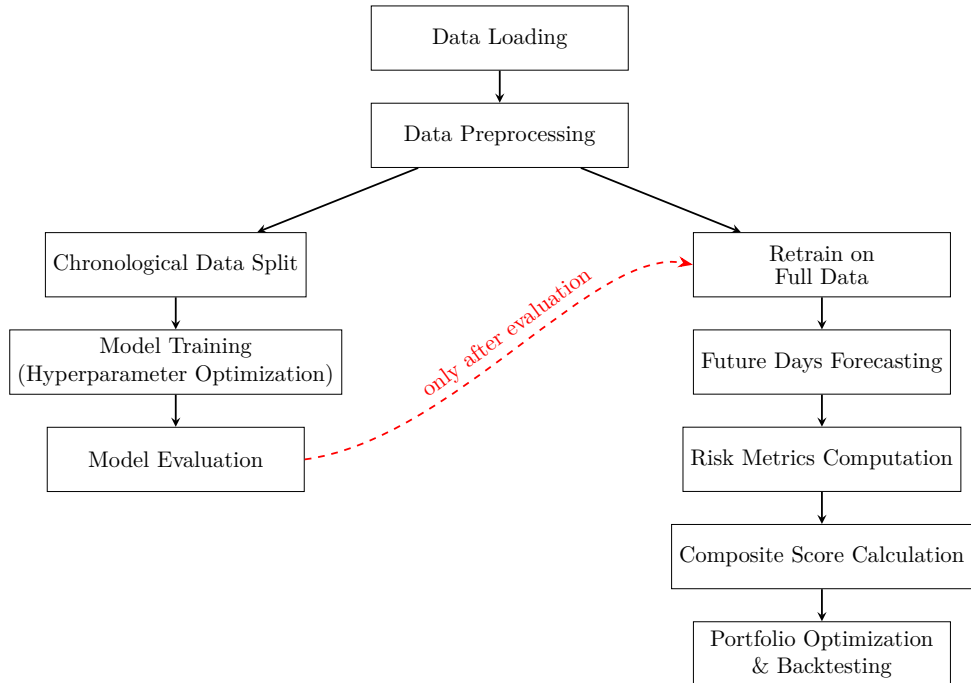 Data Loading
Data Preprocessing
Chronological Data Split
Model Training
(Hyperparameter Optimization)
Model Evaluation
only after evaluation
Retrain on
Full Data
Future Days Forecasting
Risk Metrics Computation
Composite Score Calculation
Portfolio Optimization
& Backtesting